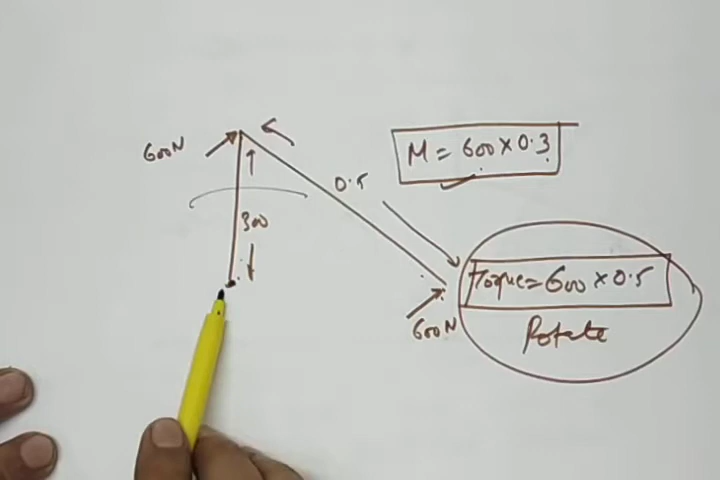 600N
M = 600 × 0.3
0.5
300
Torque = 600 × 0.5
600N
Rotate